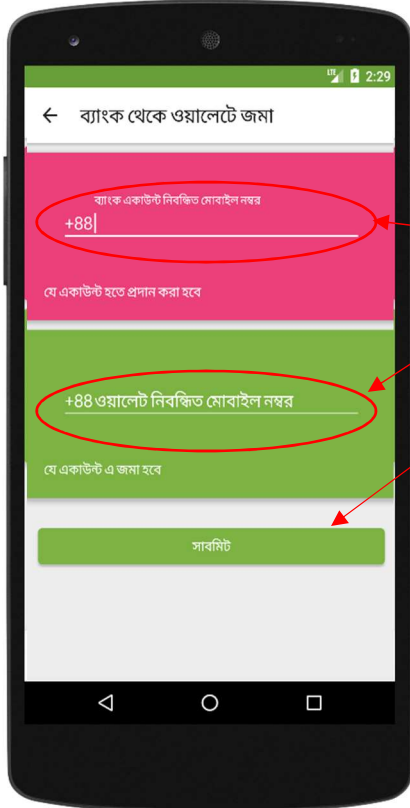 LTE 2:29
ব্যাংক থেকে ওয়ালেটে জমা
ব্যাংক একাউন্ট নিবন্ধিত মোবাইল নম্বর
+88
যে একাউন্ট হতে প্রদান করা হবে
+88 ওয়ালেট নিবন্ধিত মোবাইল নম্বর
যে একাউন্ট এ জমা হবে
সাবমিট